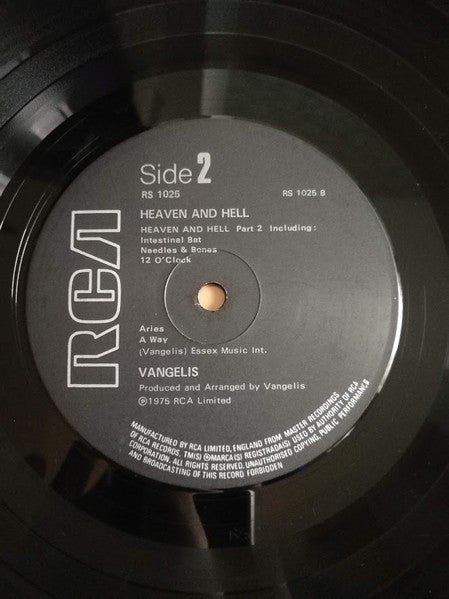 Side 2
RS 1025
RS 1025 B
HEAVEN AND HELL
HEAVEN AND HELL Part 2 Including:
Intestinal Bat
Needles & Bones
12 O'Clock
Aries
A Way
(Vangelis) Essex Music Int.
VANGELIS
Produced and Arranged by Vangelis
Ⓟ1975 RCA Limited
RCA
MANUFACTURED BY RCA LIMITED, ENGLAND FROM MASTER RECORDINGS
OF RCA RECORDS. TM(S) ®MARCA(S) REGISTRADA(S) USED BY AUTHORITY OF RCA
CORPORATION. ALL RIGHTS RESERVED. UNAUTHORISED COPYING, PUBLIC PERFORMANCE
AND BROADCASTING OF THIS RECORD FORBIDDEN